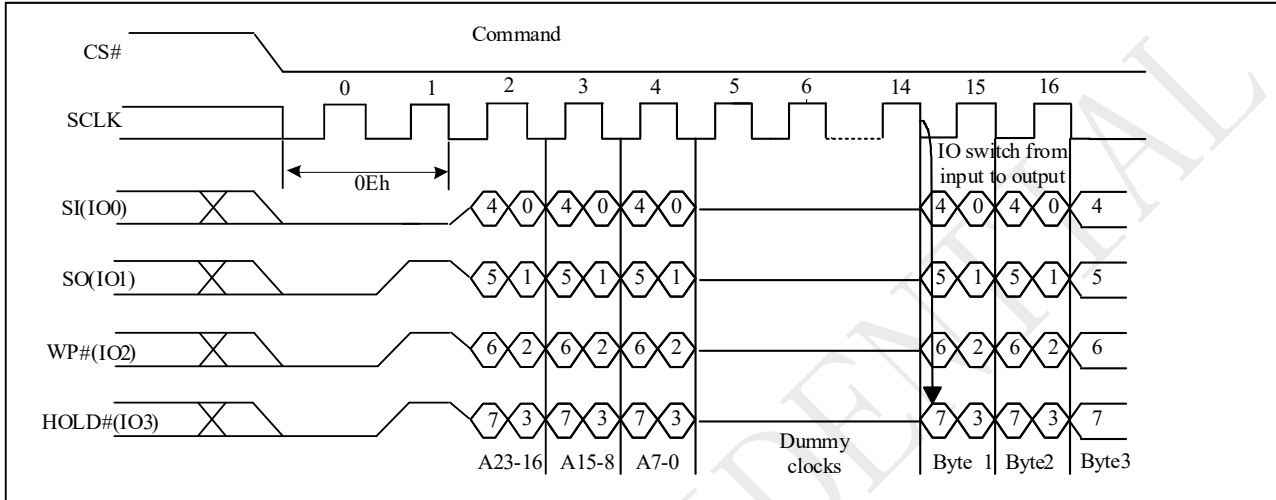 Command
CS#
0 1 2 3 4 5 6 14 15 16
SCLK
IO switch from
input to output
0Eh
SI(IO0) 4 0 4 0 4 0 4 0 4 0 4
SO(IO1) 5 1 5 1 5 1 5 1 5 1 5
WP#(IO2) 6 2 6 2 6 2 6 2 6 2 6
HOLD#(IO3) 7 3 7 3 7 3 7 3 7 3 7
A23-16 A15-8 A7-0 Dummy
clocks Byte 1 Byte2 Byte3